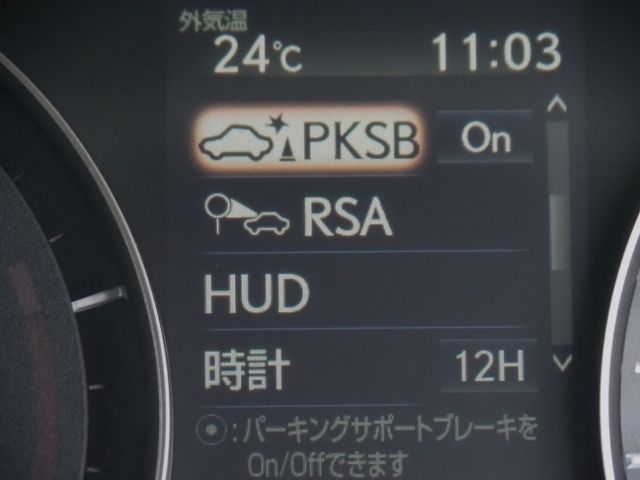 外気温
24℃ 11:03
PKSB On
RSA
HUD
時計 12H
:パーキングサポートブレーキを
On/Offできます